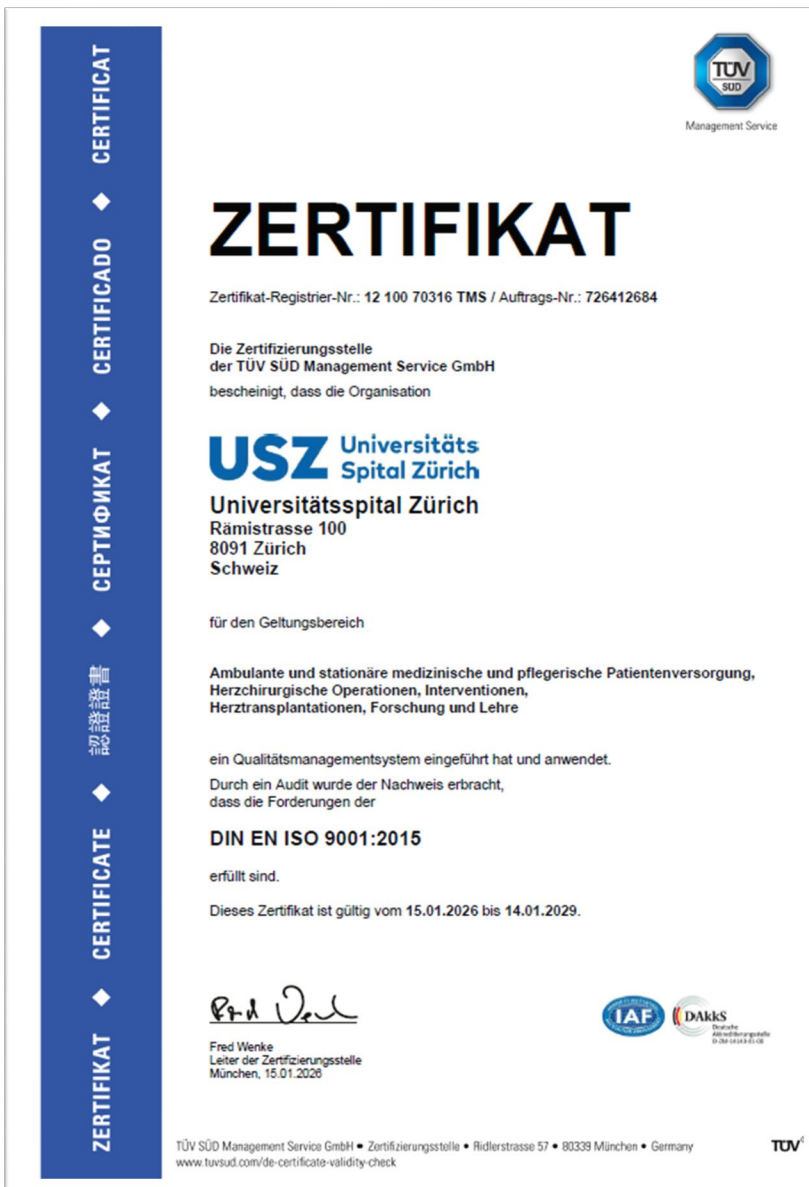 TÜV
SÜD
Management Service
ZERTIFIKAT ◆ CERTIFICATE ◆ 認證證書 ◆ СЕРТИФИКАТ ◆ CERTIFICADO ◆ CERTIFICAT
ZERTIFIKAT
Zertifikat-Registrier-Nr.: 12 100 70316 TMS / Auftrags-Nr.: 726412684
Die Zertifizierungsstelle
der TÜV SÜD Management Service GmbH
bescheinigt, dass die Organisation
USZ Universitäts
Spital Zürich
Universitätsspital Zürich
Rämistrasse 100
8091 Zürich
Schweiz
für den Geltungsbereich
Ambulante und stationäre medizinische und pflegerische Patientenversorgung,
Herzchirurgische Operationen, Interventionen,
Herztransplantationen, Forschung und Lehre
ein Qualitätsmanagementsystem eingeführt hat und anwendet.
Durch ein Audit wurde der Nachweis erbracht,
dass die Forderungen der
DIN EN ISO 9001:2015
erfüllt sind.
Dieses Zertifikat ist gültig vom 15.01.2026 bis 14.01.2029.
Fred Wenke
Leiter der Zertifizierungsstelle
München, 15.01.2026
IAF
DAkkS
Deutsche
Akkreditierungsstelle
TÜV SÜD Management Service GmbH • Zertifizierungsstelle • Ridlerstrasse 57 • 80339 München • Germany
www.tuvsud.com/de-certificate-validity-check
TÜV